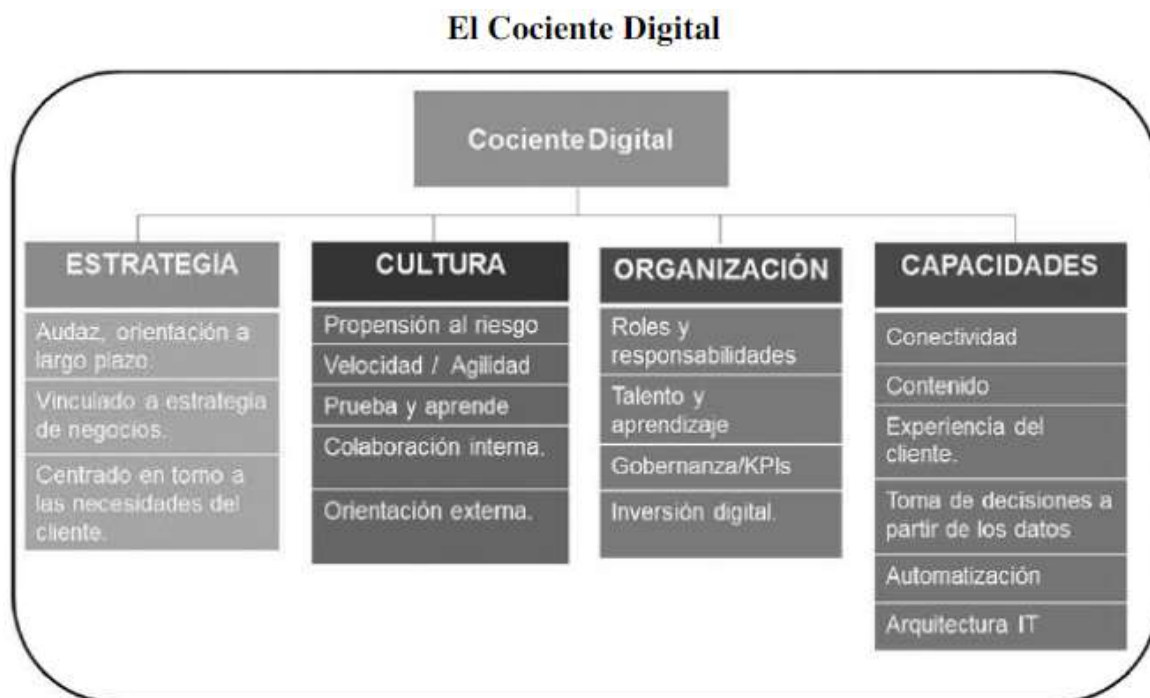 El Cociente Digital
Cociente Digital
ESTRATEGIA
Audaz, orientación a
largo plazo.
Vinculado a estrategia
de negocios.
Centrado en torno a
las necesidades del
cliente.
CULTURA
Propensión al riesgo
Velocidad / Agilidad
Prueba y aprende
Colaboración interna.
Orientación externa.
ORGANIZACIÓN
Roles y
responsabilidades
Talento y
aprendizaje
Gobernanza/KPIs
Inversión digital.
CAPACIDADES
Conectividad
Contenido
Experiencia del
cliente.
Toma de decisiones a
partir de los datos
Automatización
Arquitectura IT